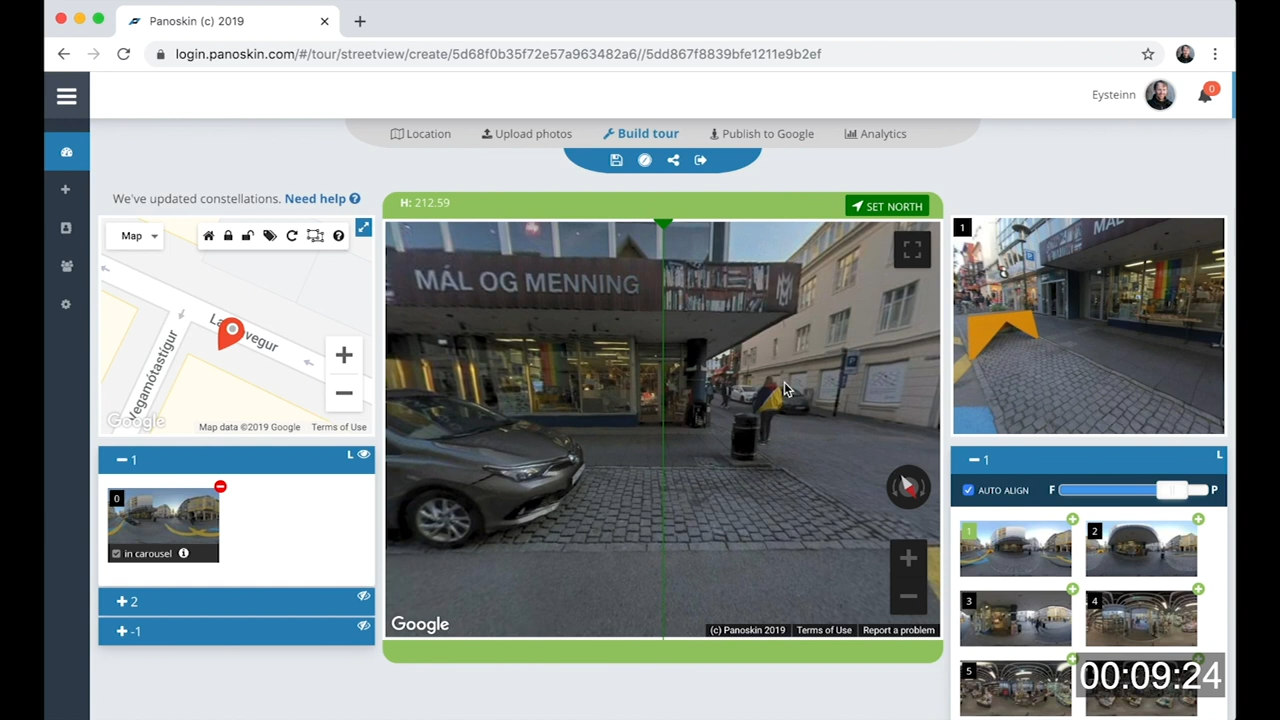 Panoskin (c) 2019
login.panoskin.com/#/tour/streetview/create/5d68f0b35f72e57a963482a6//5dd867f8839bfe1211e9b2ef
Eysteinn
0
Location
Upload photos
Build tour
Publish to Google
Analytics
We've updated constellations. Need help
H: 212.59
SET NORTH
Map
Vegamótastígur
Google
Map data ©2019 Google
Terms of Use
1
L
0
in carousel
2
-1
MÁL OG MENNING
Google
(c) Panoskin 2019
Terms of Use
Report a problem
1
1
L
AUTO ALIGN
F
P
1
2
3
4
5
00:09:24